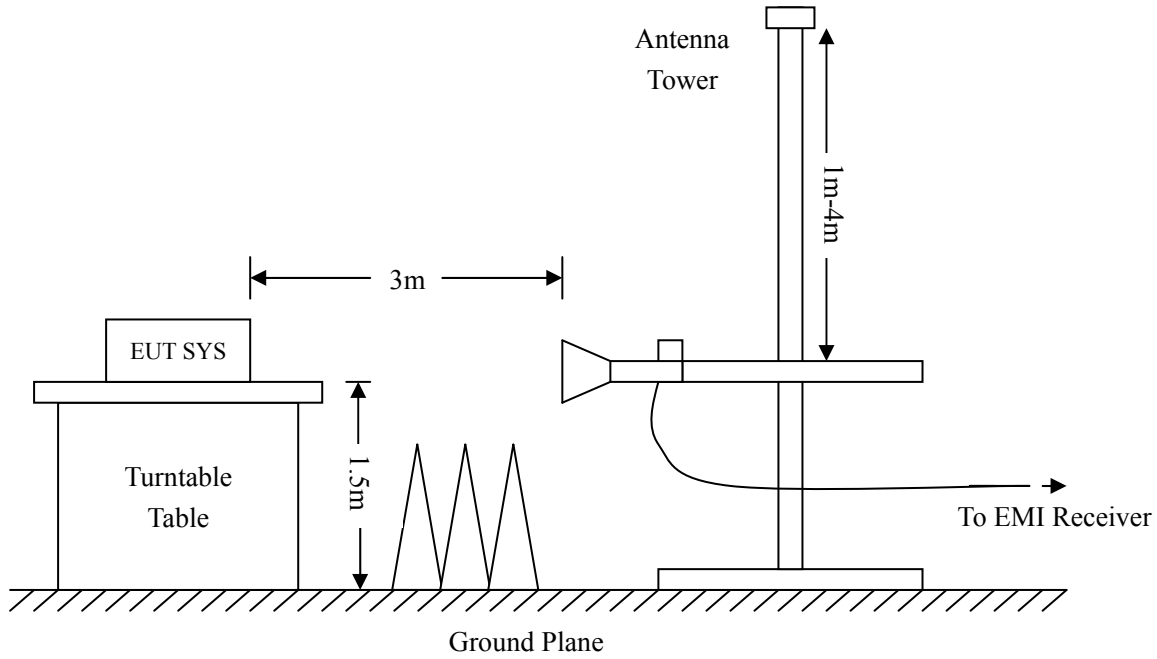 Antenna
Tower
1m-4m
3m
EUT SYS
1.5m
Turntable
Table
To EMI Receiver
Ground Plane